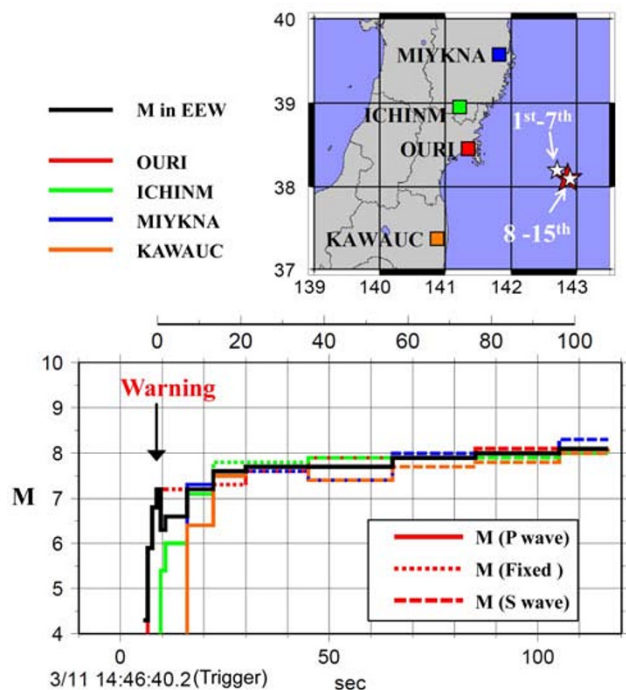 40
MIYKNA
M in EEW
39
ICHINM
1st-7th
OURI
OURI
ICHINM
38
MIYKNA
KAWAUC
KAWAUC
8 -15th
37
139 140 141 142 143
0 20 40 60 80 100
10
Warning
9
8
M
7
6
M (P wave)
M (Fixed )
5
M (S wave)
4
0 50 100
3/11 14:46:40.2(Trigger) sec